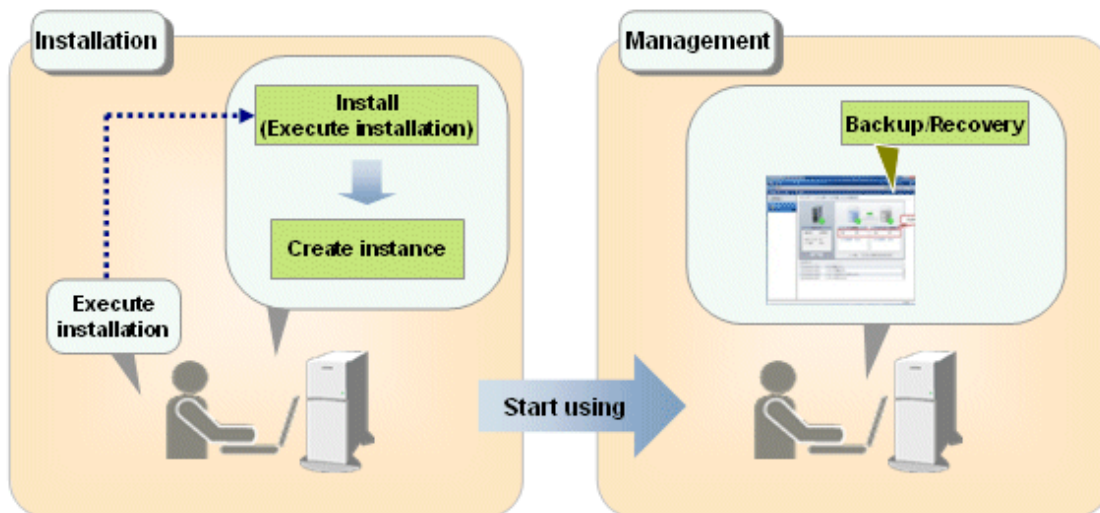 Installation
Install
(Execute installation)
Create instance
Execute
installation
Start using
Management
Backup/Recovery